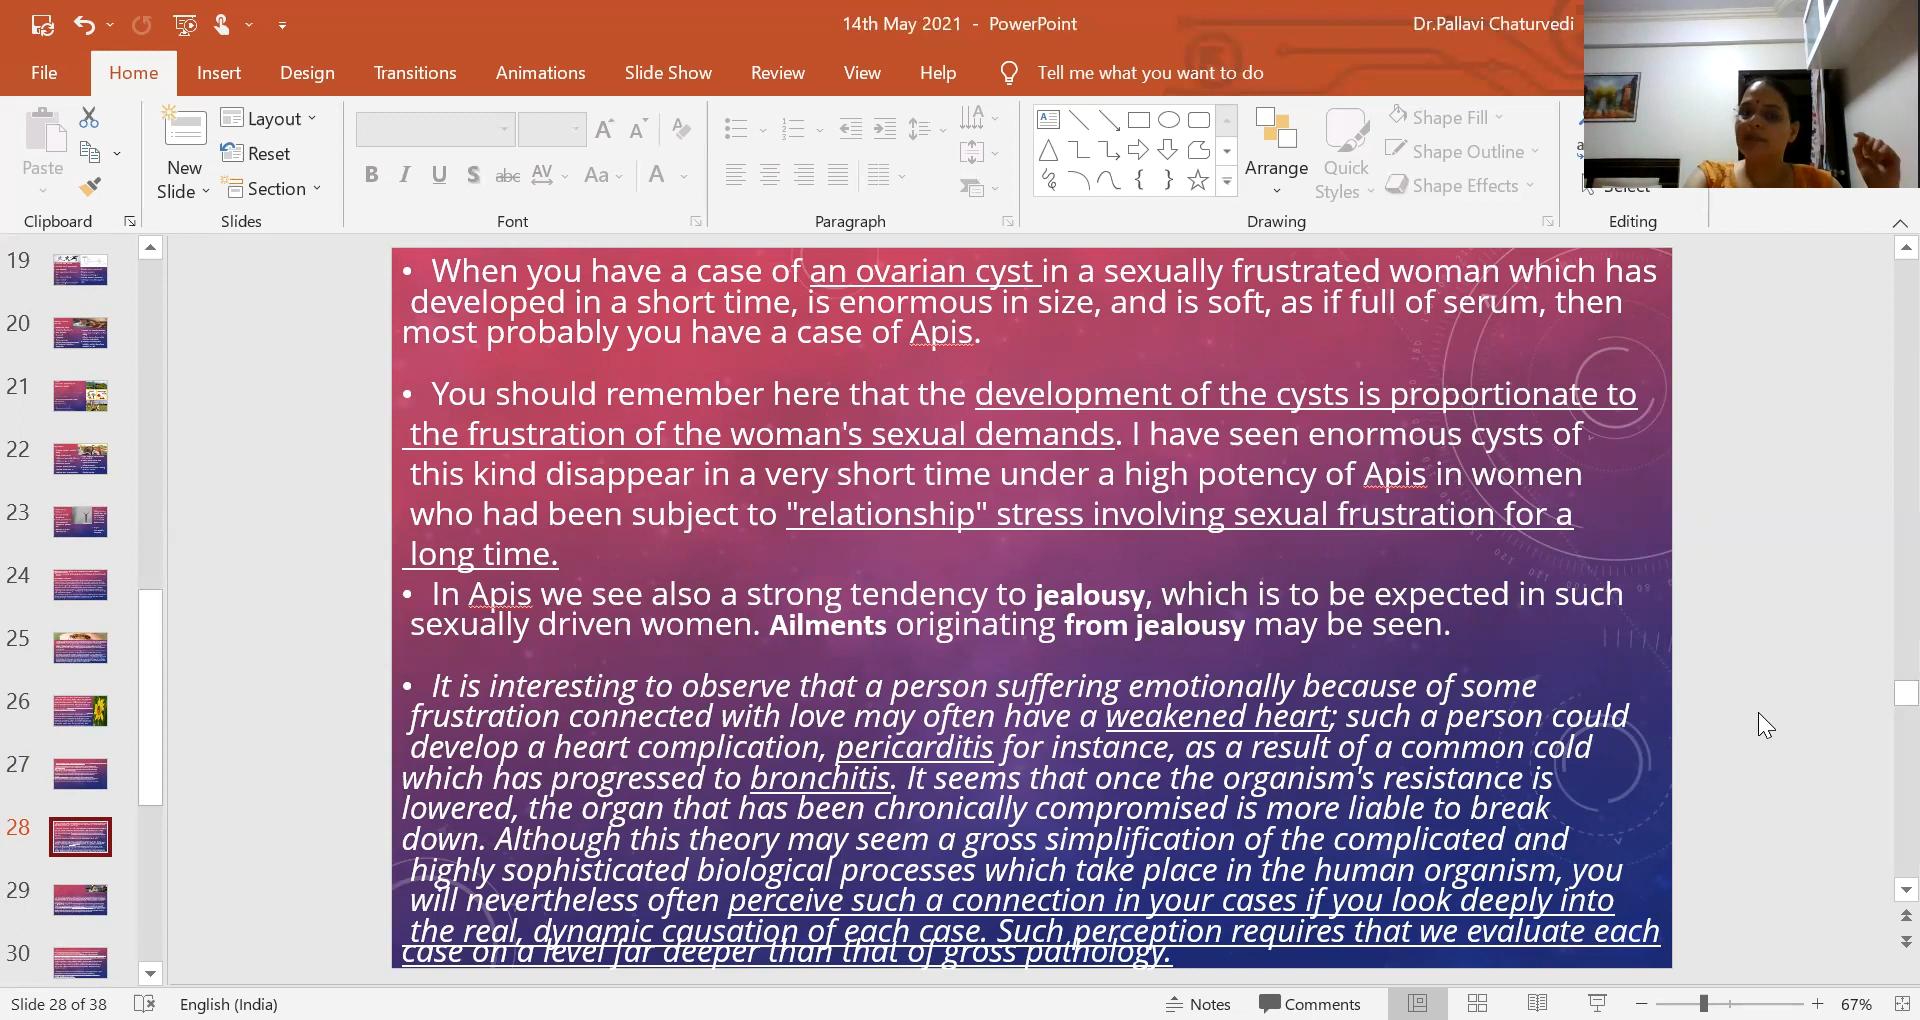 14th May 2021 - PowerPoint
Dr.Pallavi Chaturvedi
File Home Insert Design Transitions Animations Slide Show Review View Help Tell me what you want to do
Paste
New
Slide
Layout
Reset
Section
Arrange
Quick
Styles
Shape Fill
Shape Outline
Shape Effects
Select
Clipboard Slides Font Paragraph Drawing Editing
19
20
21
22
23
24
25
26
27
28
29
30
• When you have a case of an ovarian cyst in a sexually frustrated woman which has
developed in a short time, is enormous in size, and is soft, as if full of serum, then
most probably you have a case of Apis.
• You should remember here that the development of the cysts is proportionate to
the frustration of the woman's sexual demands. I have seen enormous cysts of
this kind disappear in a very short time under a high potency of Apis in women
who had been subject to "relationship" stress involving sexual frustration for a
long time.
• In Apis we see also a strong tendency to jealousy, which is to be expected in such
sexually driven women. Ailments originating from jealousy may be seen.
• It is interesting to observe that a person suffering emotionally because of some
frustration connected with love may often have a weakened heart; such a person could
develop a heart complication, pericarditis for instance, as a result of a common cold
which has progressed to bronchitis. It seems that once the organism's resistance is
lowered, the organ that has been chronically compromised is more liable to break
down. Although this theory may seem a gross simplification of the complicated and
highly sophisticated biological processes which take place in the human organism, you
will nevertheless often perceive such a connection in your cases if you look deeply into
the real, dynamic causation of each case. Such perception requires that we evaluate each
case on a level far deeper than that of gross pathology.
Slide 28 of 38 English (India) Notes Comments 67%